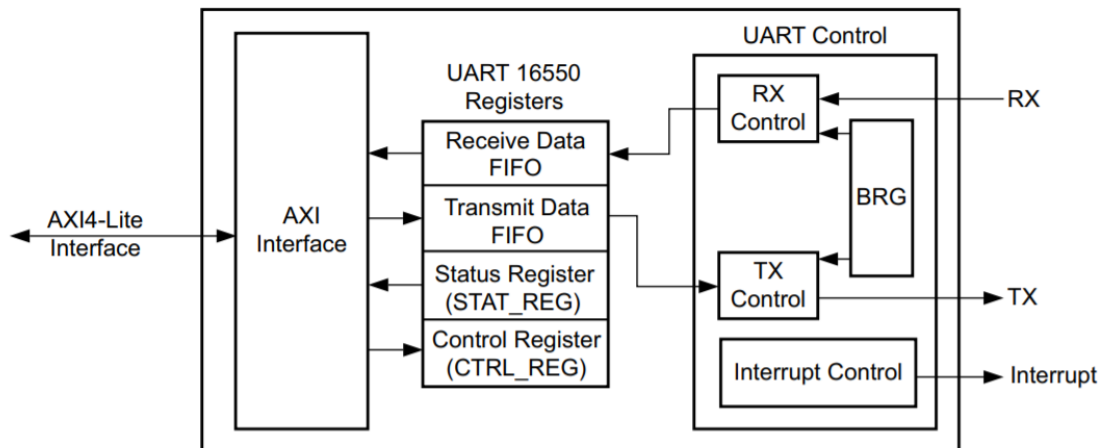 UART Control
UART 16550
Registers
RX
Control
RX
Receive Data
FIFO
BRG
AXI4-Lite
Interface
AXI
Interface
Transmit Data
FIFO
Status Register
(STAT_REG)
TX
Control
TX
Control Register
(CTRL_REG)
Interrupt Control
Interrupt